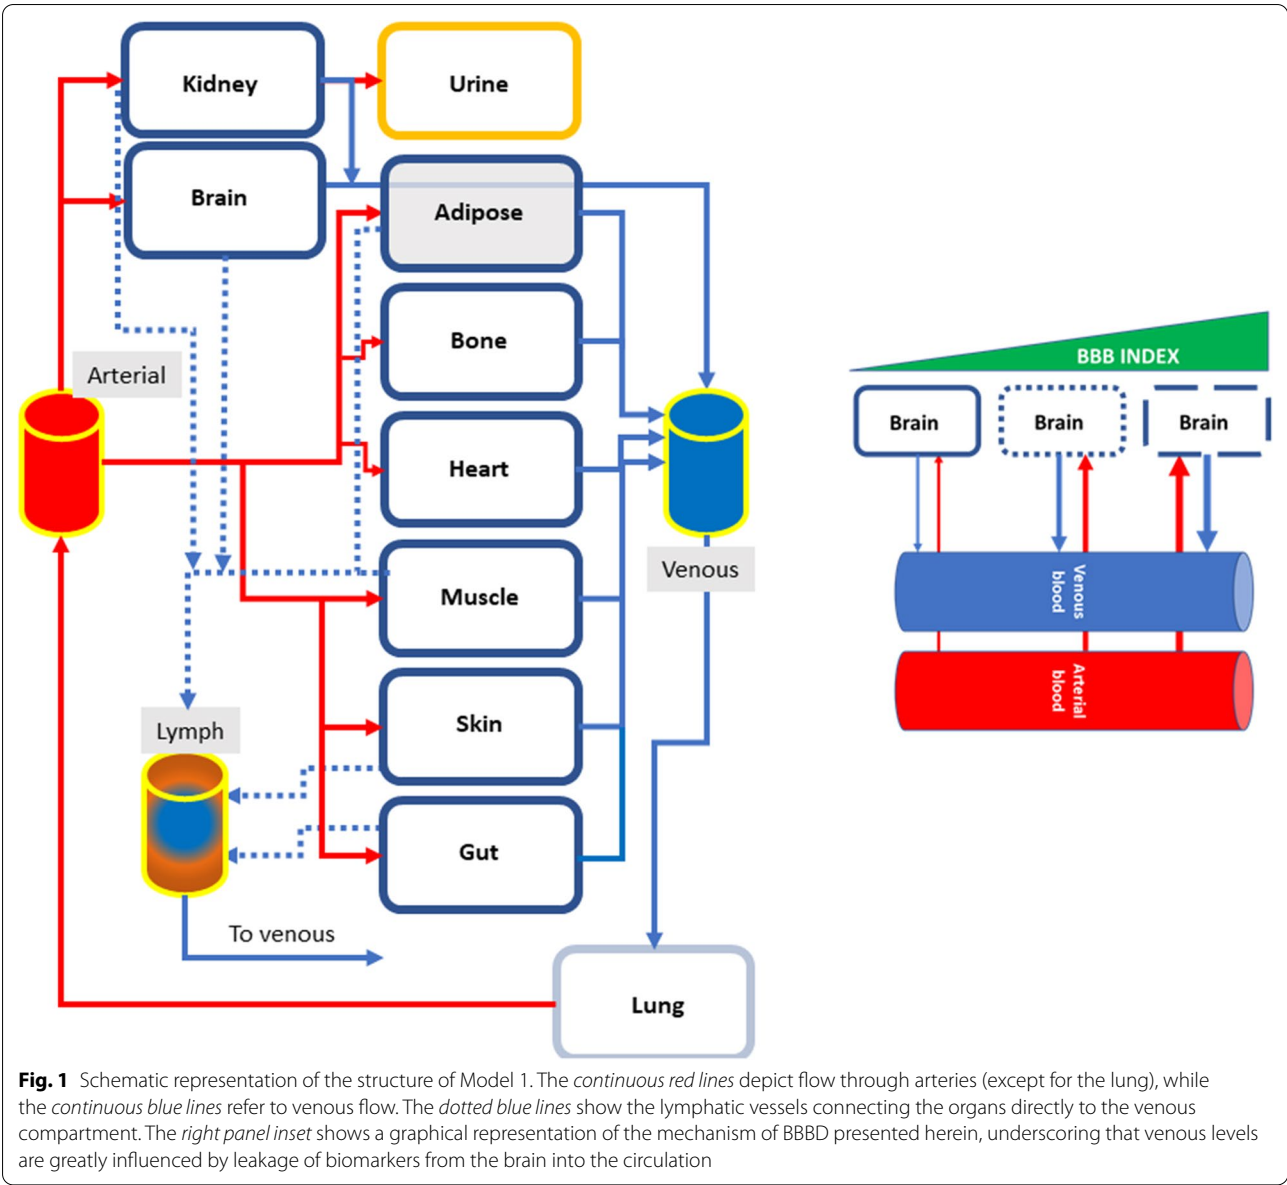 Kidney
Urine
Brain
Adipose
Bone
Arterial
Heart
Muscle
Venous
Skin
Lymph
Gut
To venous
Lung
BBB INDEX
Brain
Brain
Brain
Venous
blood
Arterial
blood
Fig. 1 Schematic representation of the structure of Model 1. The continuous red lines depict flow through arteries (except for the lung), while
the continuous blue lines refer to venous flow. The dotted blue lines show the lymphatic vessels connecting the organs directly to the venous
compartment. The right panel inset shows a graphical representation of the mechanism of BBBD presented herein, underscoring that venous levels
are greatly influenced by leakage of biomarkers from the brain into the circulation